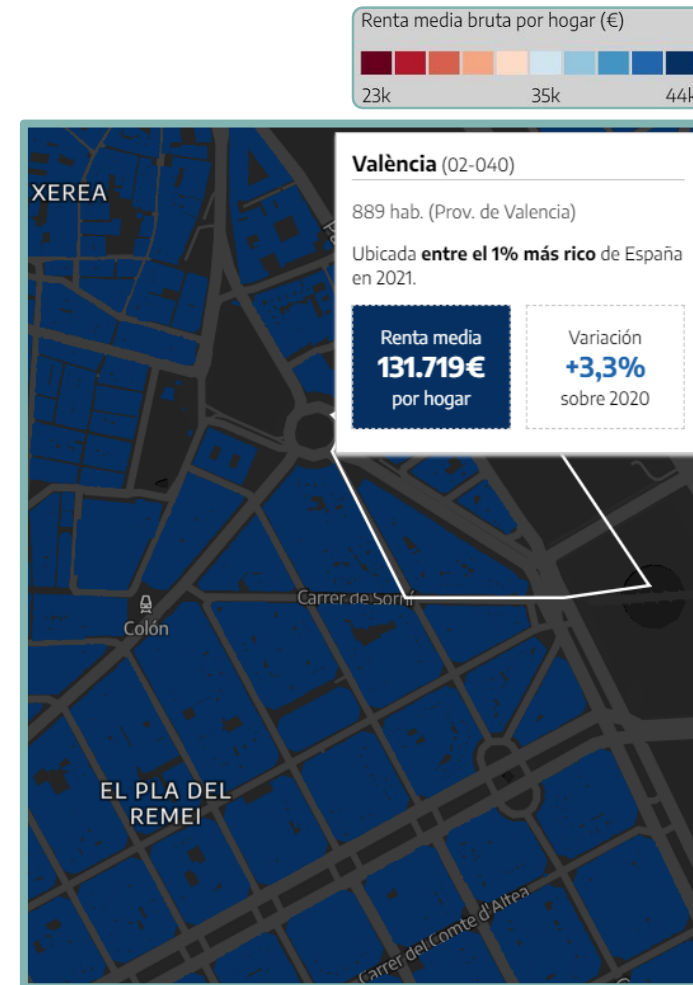 Renta media bruta por hogar (€)
23k 35k 44k
XEREA
València (02-040)
889 hab. (Prov. de Valencia)
Ubicada entre el 1% más rico de España
en 2021.
Renta media
131.719€
por hogar
Variación
+3,3%
sobre 2020
Carrer de Sorní
Colón
EL PLA DEL
REMEI
Carrer del Comte d'Altea